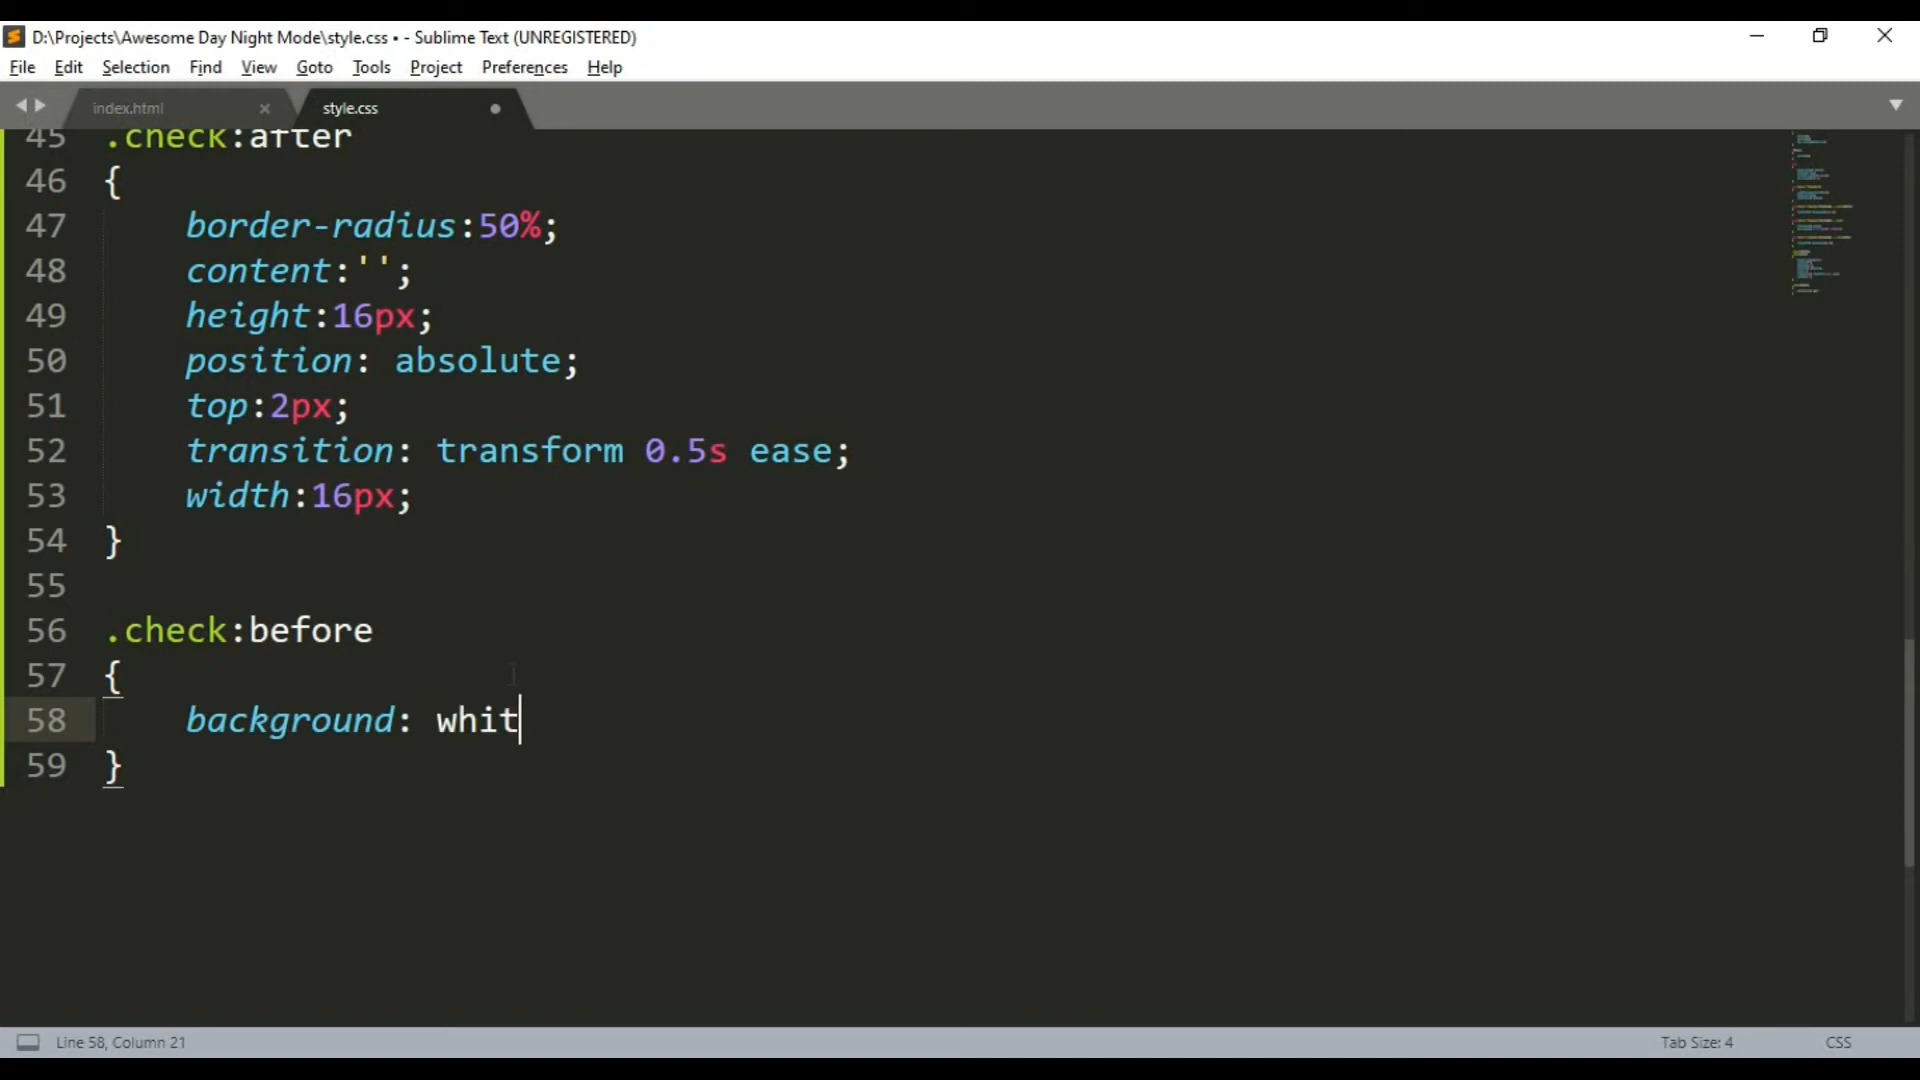 D:\Projects\Awesome Day Night Mode\style.css • - Sublime Text (UNREGISTERED)
File Edit Selection Find View Goto Tools Project Preferences Help
index.html × style.css
45 .check:after
46 {
47 border-radius:50%;
48 content:'';
49 height:16px;
50 position: absolute;
51 top:2px;
52 transition: transform 0.5s ease;
53 width:16px;
54 }
55
56 .check:before
57 {
58 background: whit
59 }
Line 58, Column 21 Tab Size: 4 CSS